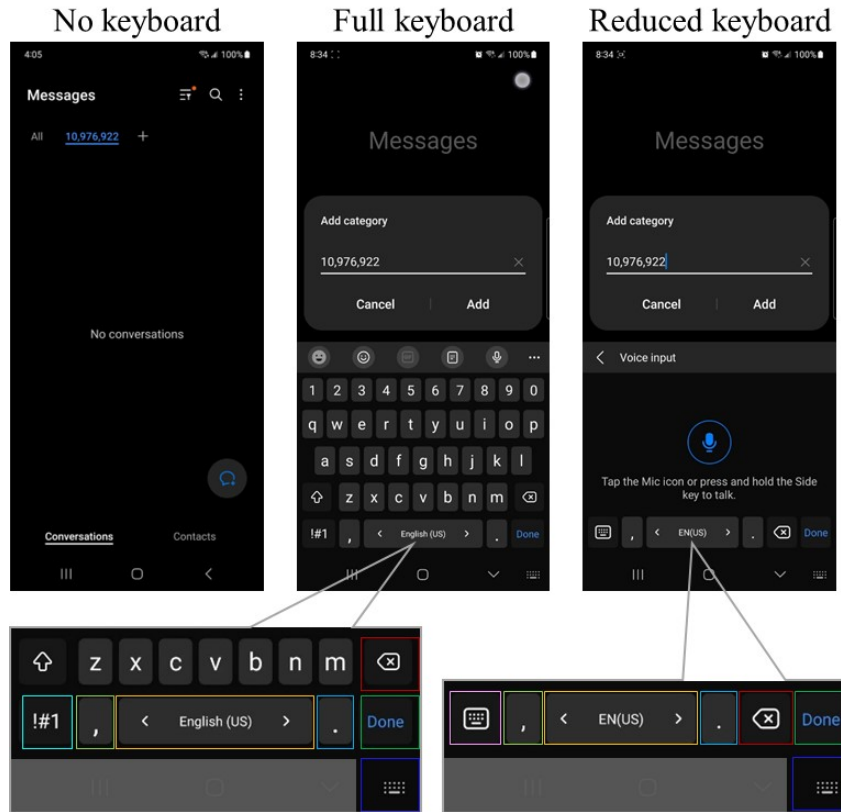 No keyboard
Full keyboard
Reduced keyboard
4:05
100%
Messages
All 10,976,922 +
No conversations
Conversations Contacts
8:34
100%
Messages
Add category
10,976,922
Cancel Add
1 2 3 4 5 6 7 8 9 0
q w e r t y u i o p
a s d f g h j k l
z x c v b n m
!#1 , < English (US) > . Done
8:34
100%
Messages
Add category
10,976,922
Cancel Add
Voice input
Tap the Mic icon or press and hold the Side
key to talk.
, < EN(US) > . Done
z x c v b n m
!#1 , < English (US) > . Done
, < EN(US) > . Done